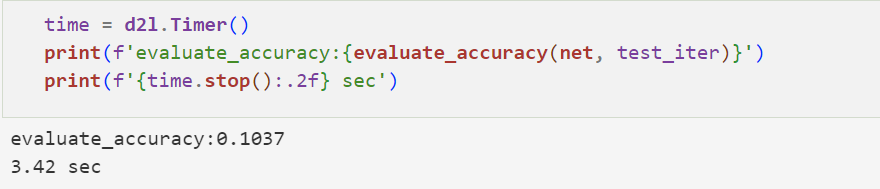 time = d2l.Timer()
print(f'evaluate_accuracy:{evaluate_accuracy(net, test_iter)}')
print(f'{time.stop():.2f} sec')
evaluate_accuracy:0.1037
3.42 sec